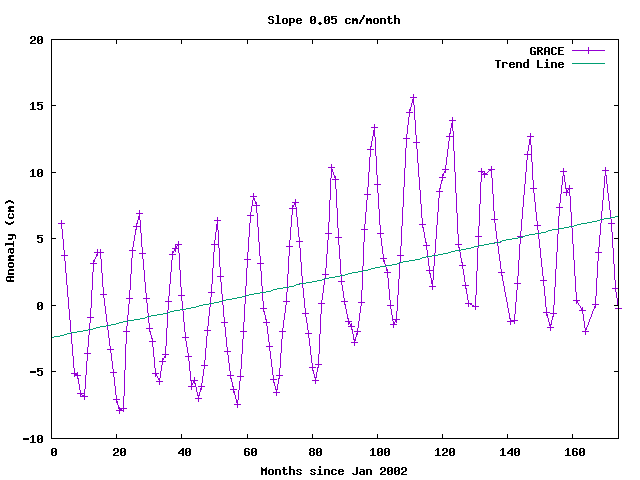 Slope 0.05 cm/month
20
15
10
5
0
-5
-10
Anomaly (cm)
GRACE
Trend Line
0 20 40 60 80 100 120 140 160
Months since Jan 2002